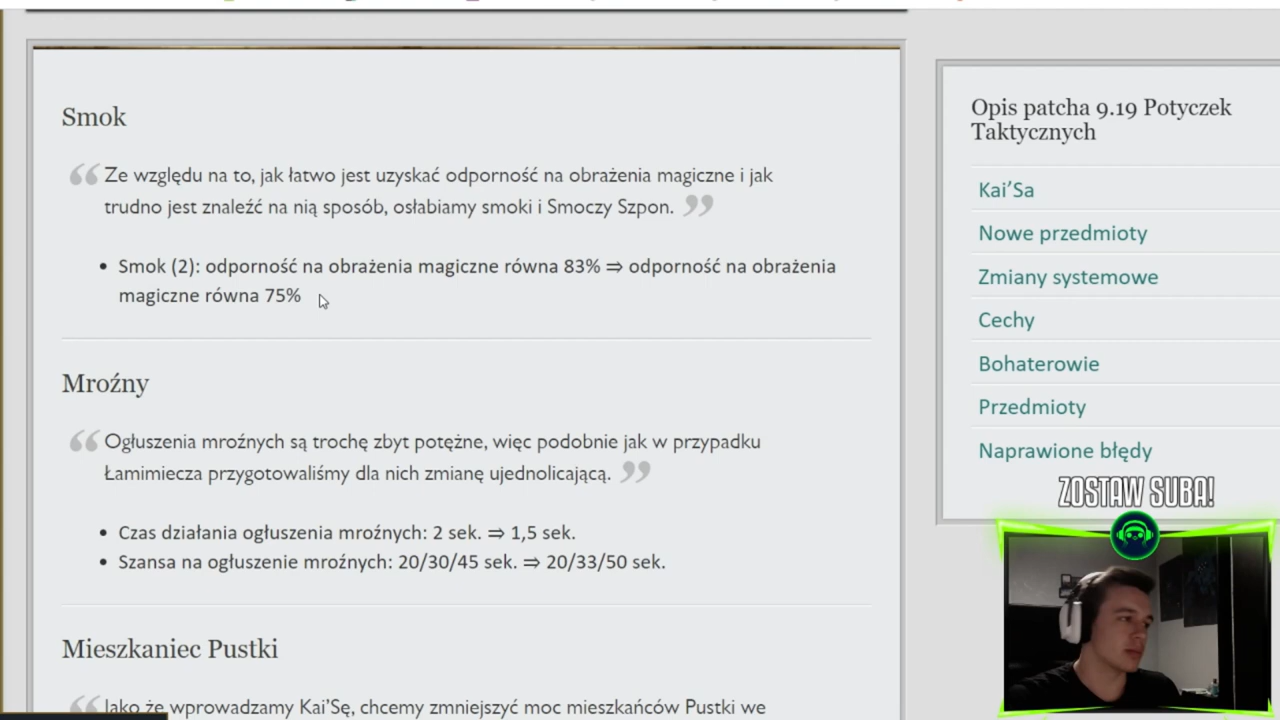 Smok
Ze względu na to, jak łatwo jest uzyskać odporność na obrażenia magiczne i jak
trudno jest znaleźć na nią sposób, osłabiamy smoki i Smoczy Szpon.
Smok (2): odporność na obrażenia magiczne równa 83% ⇒ odporność na obrażenia
magiczne równa 75%
Mroźny
Ogłuszenia mroźnych są trochę zbyt potężne, więc podobnie jak w przypadku
Łamimiecza przygotowaliśmy dla nich zmianę ujednolicającą.
Czas działania ogłuszenia mroźnych: 2 sek. ⇒ 1,5 sek.
Szansa na ogłuszenie mroźnych: 20/30/45 sek. ⇒ 20/33/50 sek.
Mieszkaniec Pustki
Jako że wprowadzamy Kai’Sę, chcemy zmniejszyć moc mieszkańców Pustki we
Opis patcha 9.19 Potyczek
Taktycznych
Kai’Sa
Nowe przedmioty
Zmiany systemowe
Cechy
Bohaterowie
Przedmioty
Naprawione błędy
ZOSTAW SUBA!